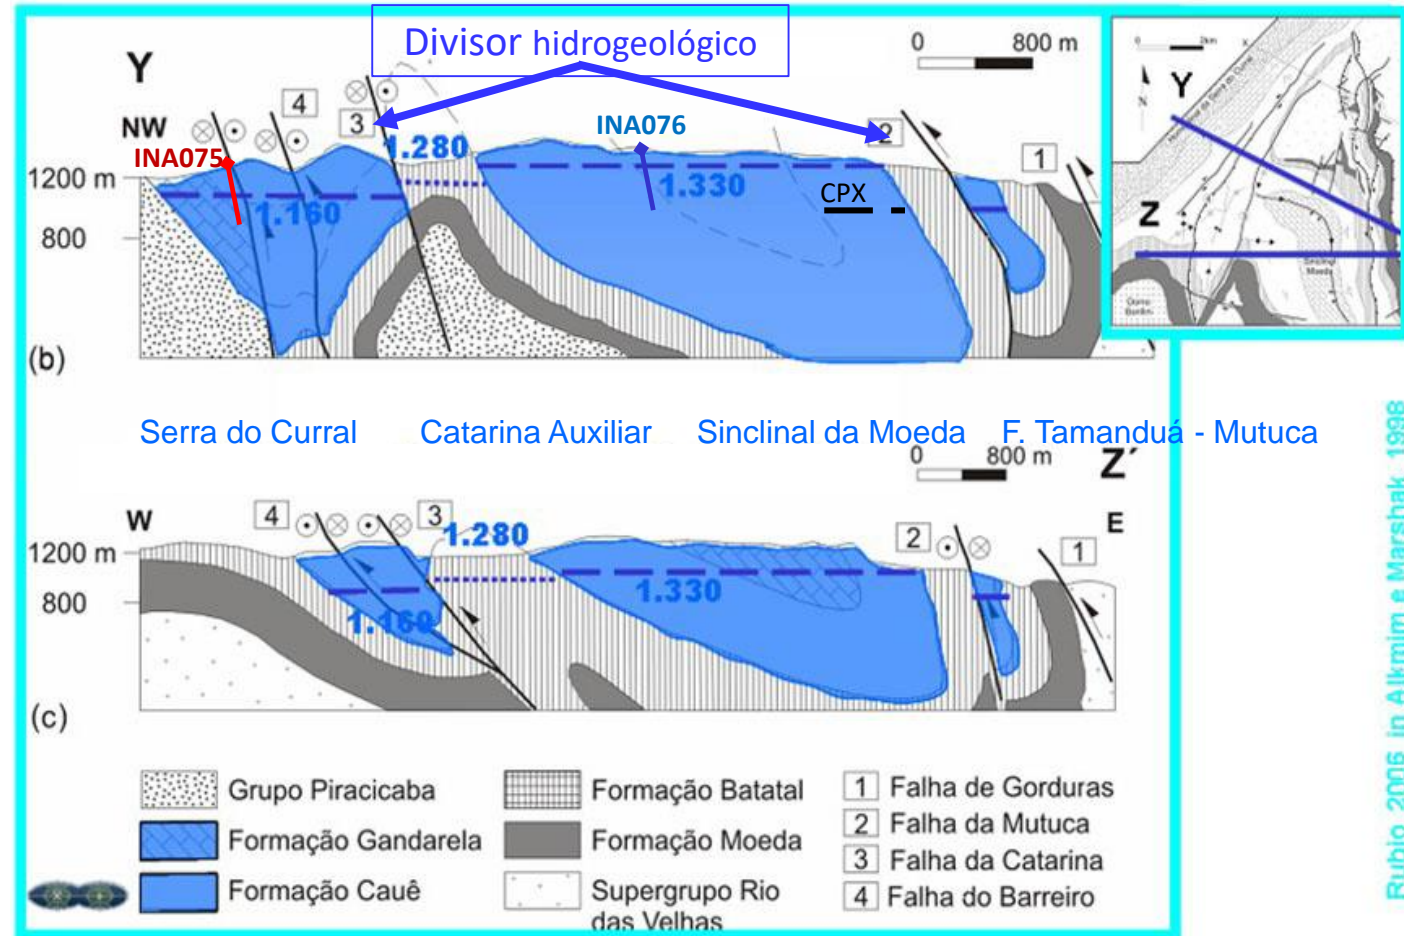 Divisor hidrogeológico
0 800 m
Y
NW
4
3
INA075
1.280
INA076
2
1
1200 m
1.160
1.330
CPX
800
(b)
0 2km
X
Y
N
Z
Sinclinal
Moeda
Serra do Curral Catarina Auxiliar Sinclinal da Moeda F. Tamanduá - Mutuca
0 800 m
Z´
W
4
3
1.280
2
1
E
1200 m
1.330
800
1.160
(c)
Grupo Piracicaba
Formação Gandarela
Formação Cauê
Formação Batatal
Formação Moeda
Supergrupo Rio
das Velhas
1 Falha de Gorduras
2 Falha da Mutuca
3 Falha da Catarina
4 Falha do Barreiro
Rubio 2006 in Alkmim e Marshak 1998